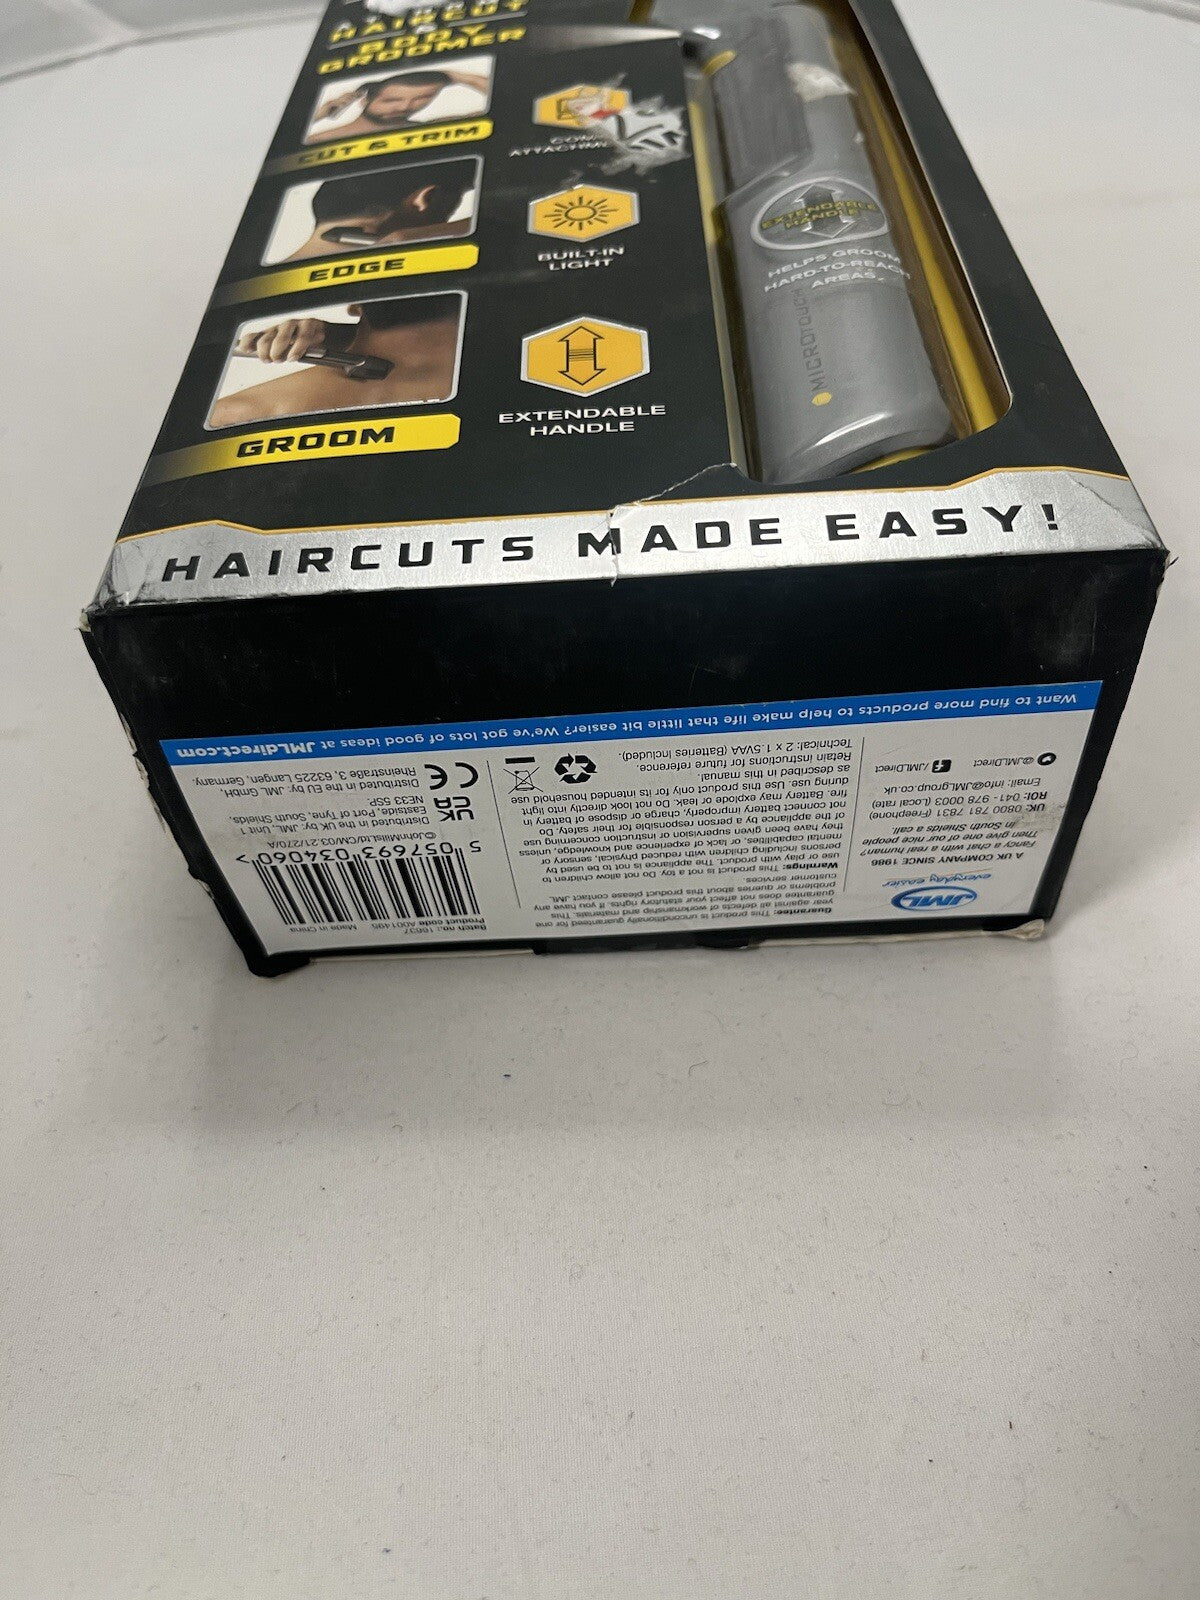 HAIRCUT
&
BODY
GROOMER
CUT & TRIM
EDGE
GROOM
ATTACHM
BUILT-IN
LIGHT
EXTENDABLE
HANDLE
EXTENDABLE
HANDLE
HELPS GROOM
HARD-TO-REACH
AREAS
MICROTOUCH
HAIRCUTS MADE EASY!
Want to find more products to help make life that little bit easier? We've got lots of good ideas at JMLdirect.com
JML
everyday easier
A UK COMPANY SINCE 1986
Fancy a chat with a real human?
Then give one of our nice people
in South Shields a call.
UK: 0800 781 7831 (Freephone)
ROI: 041- 978 0003 (Local rate)
Email: info@JMLgroup.co.uk
/JMLDirect
@JMLDirect
Guarantee: This product is unconditionally guaranteed for one
year against all defects of workmanship and materials. This
guarantee does not affect your statutory rights. If you have any
problems or queries about this product please contact JML
customer services.
Warnings: This product is not a toy. Do not allow children to
use or play with the product. The appliance is not to be used by
persons including children with reduced physical, sensory or
mental capabilities, or lack of experience and knowledge, unless
they have been given supervision or instruction concerning use
of the appliance by a person responsible for their safety. Do
not connect battery improperly, charge or dispose of battery in
fire. Battery may explode or leak. Do not look directly into light
during use. Use this product only for its intended household use
as described in this manual.
Retain instructions for future reference.
Technical: 2 x 1.5VAA (Batteries included).
Batch no.: 16637
Product code A001495 Made in China
5 057693 034060 >
©JohnMillsLtd/CM03.21/270/A
UK
CA
Distributed in the UK by: JML, Unit 1
Eastside, Port of Tyne, South Shields,
NE33 5SP.
CE
Distributed in the EU by: JML GmbH,
Rheinstraße 3, 63225 Langen, Germany.